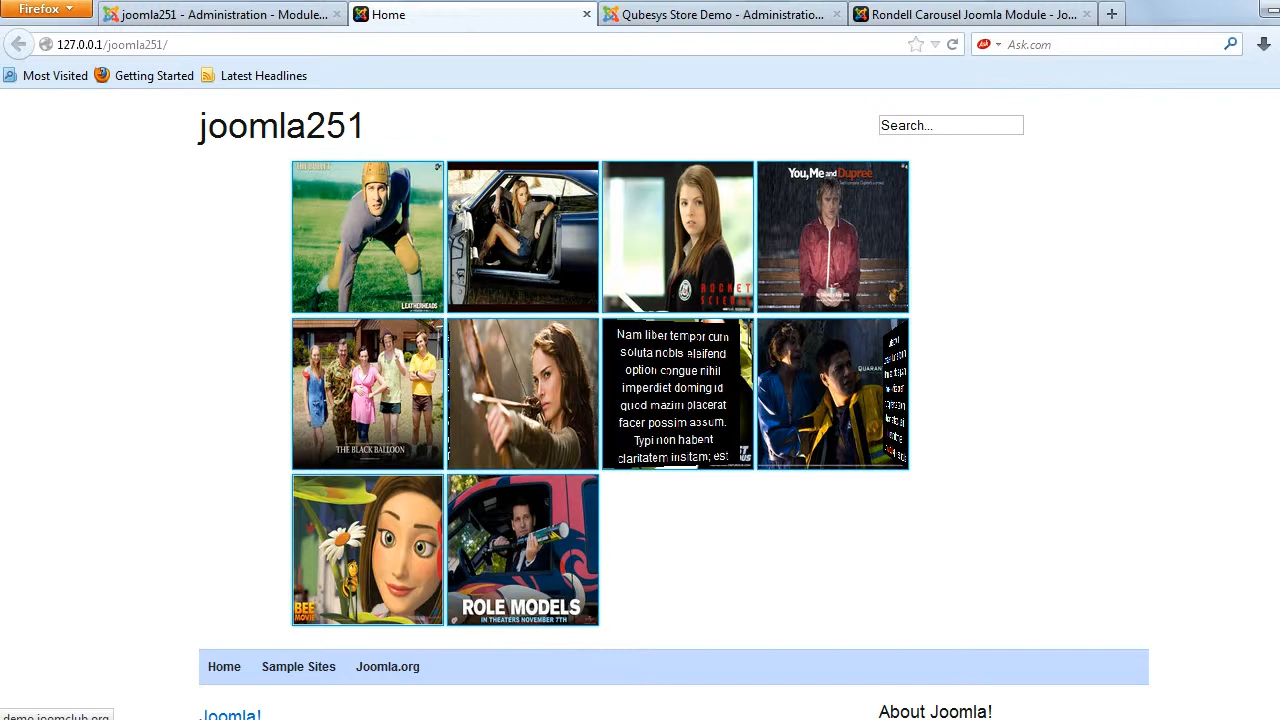 Firefox
joomla251 - Administration - Module...
Home
Qubesys Store Demo - Administratio...
Rondell Carousel Joomla Module - Jo...
127.0.0.1/joomla251/
Ask.com
Most Visited
Getting Started
Latest Headlines
joomla251
Search...
LEATHERHEADS
ROCKET
SCIENCE
You, Me and Dupree
THE BLACK BALLOON
Nam liber tempor cum
soluta nobis eleifend
option congue nihil
imperdiet doming id
quod mazim placerat
facer possim assum.
Typi non habent
claritatem insitam; est
QUARAN
BEE
MOVIE
ROLE MODELS
IN THEATERS NOVEMBER 7TH
Home
Sample Sites
Joomla.org
Joomla!
About Joomla!
demo.joomclub.org